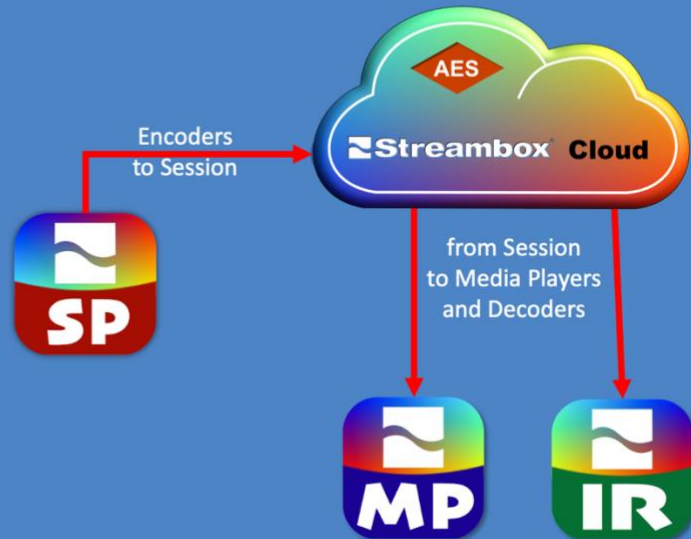 AES
Streambox® Cloud
Encoders
to Session
SP
from Session
to Media Players
and Decoders
MP
IR